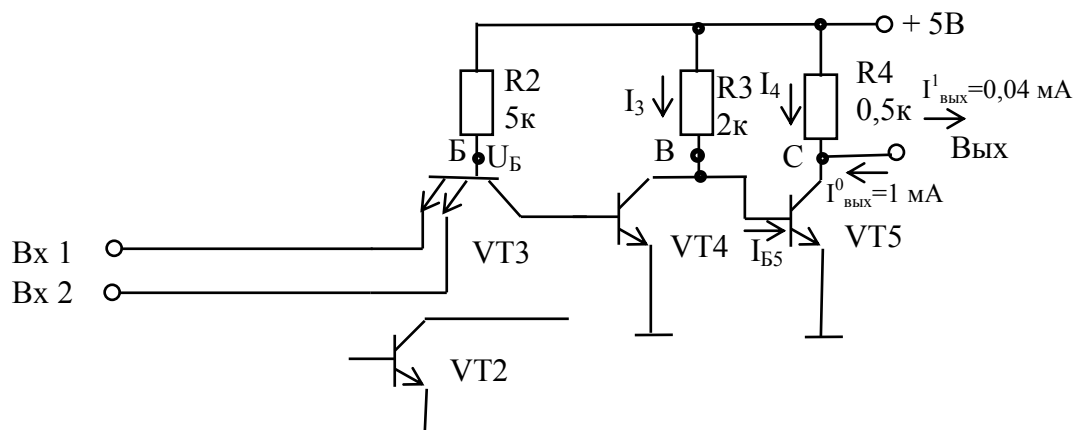 + 5В
R2
5к
I₃
R3
2к
I₄
R4
0,5к
I¹вых=0,04 мА
Вых
Б
UБ
В
С
I⁰вых=1 мА
Вх 1
VT3
VT4
IБ5
VT5
Вх 2
VT2